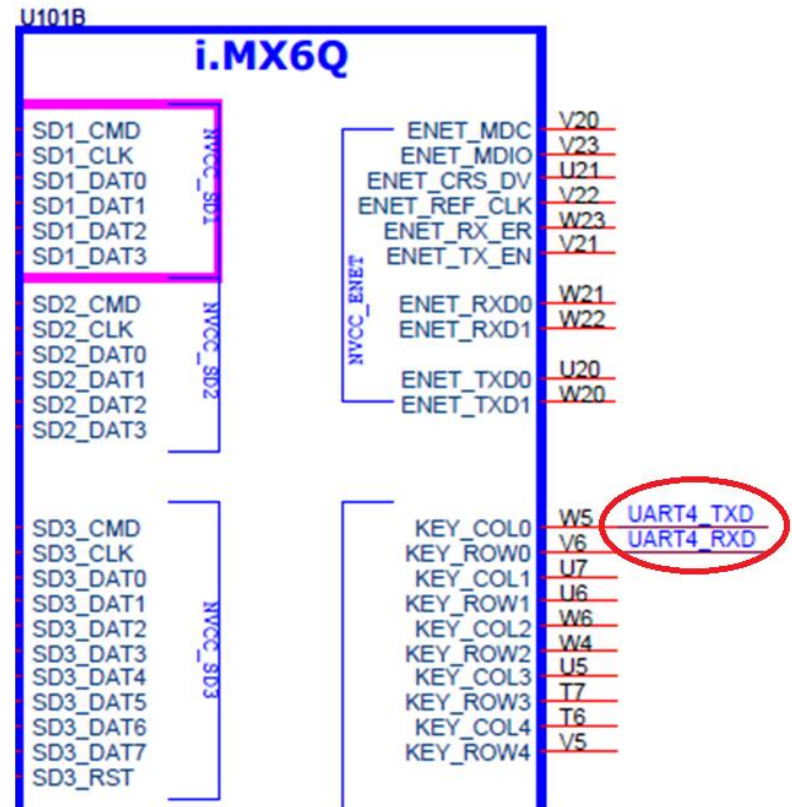 U101B
i.MX6Q
SD1_CMD
SD1_CLK
SD1_DAT0
SD1_DAT1
SD1_DAT2
SD1_DAT3
NVCC_SD1
SD2_CMD
SD2_CLK
SD2_DAT0
SD2_DAT1
SD2_DAT2
SD2_DAT3
NVCC_SD2
SD3_CMD
SD3_CLK
SD3_DAT0
SD3_DAT1
SD3_DAT2
SD3_DAT3
SD3_DAT4
SD3_DAT5
SD3_DAT6
SD3_DAT7
SD3_RST
NVCC_SD3
NVCC_ENET
ENET_MDC V20
ENET_MDIO V23
ENET_CRS_DV U21
ENET_REF_CLK V22
ENET_RX_ER W23
ENET_TX_EN V21
ENET_RXD0 W21
ENET_RXD1 W22
ENET_TXD0 U20
ENET_TXD1 W20
KEY_COL0 W5 UART4_TXD
KEY_ROW0 V6 UART4_RXD
KEY_COL1 U7
KEY_ROW1 U6
KEY_COL2 W6
KEY_ROW2 W4
KEY_COL3 U5
KEY_ROW3 T7
KEY_COL4 T6
KEY_ROW4 V5